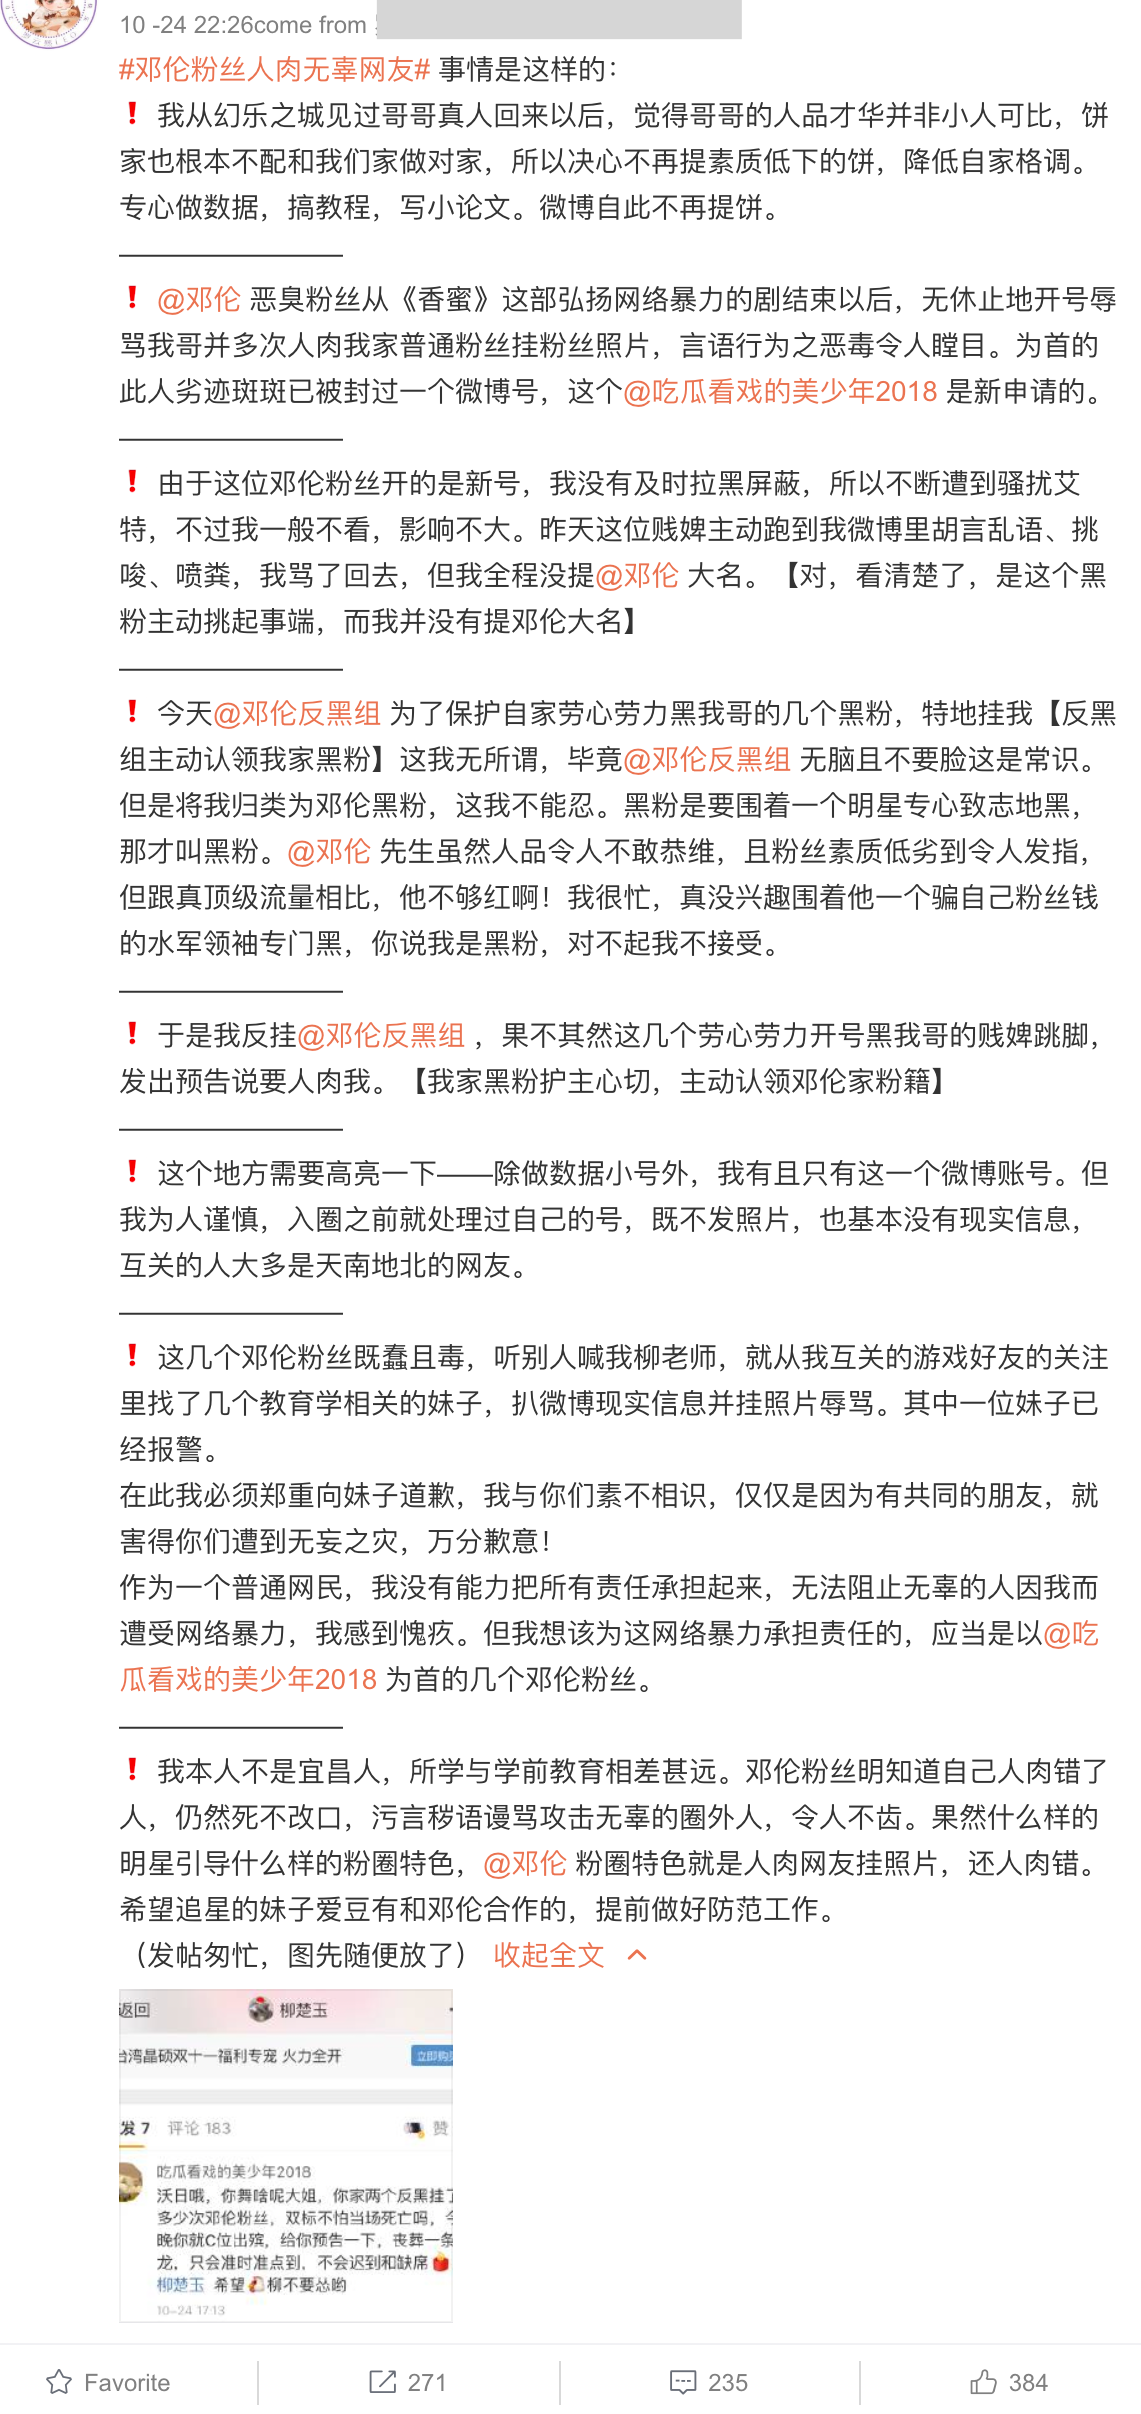 10 -24 22:26come from
#邓伦粉丝人肉无辜网友# 事情是这样的：
❗ 我从幻乐之城见过哥哥真人回来以后，觉得哥哥的人品才华并非小人可比，饼
家也根本不配和我们家做对家，所以决心不再提素质低下的饼，降低自家格调。
专心做数据，搞教程，写小论文。微博自此不再提饼。
————————
❗ @邓伦 恶臭粉丝从《香蜜》这部弘扬网络暴力的剧结束以后，无休止地开号辱
骂我哥并多次人肉我家普通粉丝挂粉丝照片，言语行为之恶毒令人瞠目。为首的
此人劣迹斑斑已被封过一个微博号，这个@吃瓜看戏的美少年2018 是新申请的。
————————
❗ 由于这位邓伦粉丝开的是新号，我没有及时拉黑屏蔽，所以不断遭到骚扰艾
特，不过我一般不看，影响不大。昨天这位贱婢主动跑到我微博里胡言乱语、挑
唆、喷粪，我骂了回去，但我全程没提@邓伦 大名。【对，看清楚了，是这个黑
粉主动挑起事端，而我并没有提邓伦大名】
————————
❗ 今天@邓伦反黑组 为了保护自家劳心劳力黑我哥的几个黑粉，特地挂我【反黑
组主动认领我家黑粉】这我无所谓，毕竟@邓伦反黑组 无脑且不要脸这是常识。
但是将我归类为邓伦黑粉，这我不能忍。黑粉是要围着一个明星专心致志地黑，
那才叫黑粉。@邓伦 先生虽然人品令人不敢恭维，且粉丝素质低劣到令人发指，
但跟真顶级流量相比，他不够红啊！我很忙，真没兴趣围着他一个骗自己粉丝钱
的水军领袖专门黑，你说我是黑粉，对不起我不接受。
————————
❗ 于是我反挂@邓伦反黑组 ，果不其然这几个劳心劳力开号黑我哥的贱婢跳脚，
发出预告说要人肉我。【我家黑粉护主心切，主动认领邓伦家粉籍】
————————
❗ 这个地方需要高亮一下——除做数据小号外，我有且只有这一个微博账号。但
我为人谨慎，入圈之前就处理过自己的号，既不发照片，也基本没有现实信息，
互关的人大多是天南地北的网友。
————————
❗ 这几个邓伦粉丝既蠢且毒，听别人喊我柳老师，就从我互关的游戏好友的关注
里找了几个教育学相关的妹子，扒微博现实信息并挂照片辱骂。其中一位妹子已
经报警。
在此我必须郑重向妹子道歉，我与你们素不相识，仅仅是因为有共同的朋友，就
害得你们遭到无妄之灾，万分歉意！
作为一个普通网民，我没有能力把所有责任承担起来，无法阻止无辜的人因我而
遭受网络暴力，我感到愧疚。但我想该为这网络暴力承担责任的，应当是以@吃
瓜看戏的美少年2018 为首的几个邓伦粉丝。
————————
❗ 我本人不是宜昌人，所学与学前教育相差甚远。邓伦粉丝明知道自己人肉错了
人，仍然死不改口，污言秽语谩骂攻击无辜的圈外人，令人不齿。果然什么样的
明星引导什么样的粉圈特色，@邓伦 粉圈特色就是人肉网友挂照片，还人肉错。
希望追星的妹子爱豆有和邓伦合作的，提前做好防范工作。
（发帖匆忙，图先随便放了） 收起全文
返回 柳楚玉
台湾晶硕双十一福利专宠 火力全开 立即购
发 7 评论 183 赞
吃瓜看戏的美少年2018
沃日哦，你舞啥呢大姐，你家两个反黑挂了
多少次邓伦粉丝，双标不怕当场死亡吗，今
晚你就C位出殡，给你预告一下，丧葬一条
龙，只会准时准点到，不会迟到和缺席
柳楚玉 希望 柳不要怂哟
10-24 17:13
Favorite 271 235 384